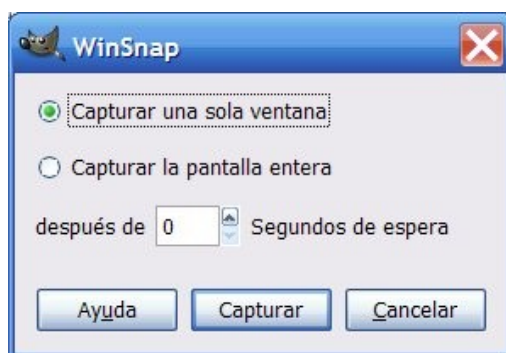 WinSnap
Capturar una sola ventana
Capturar la pantalla entera
después de 0 Segundos de espera
Ayuda Capturar Cancelar